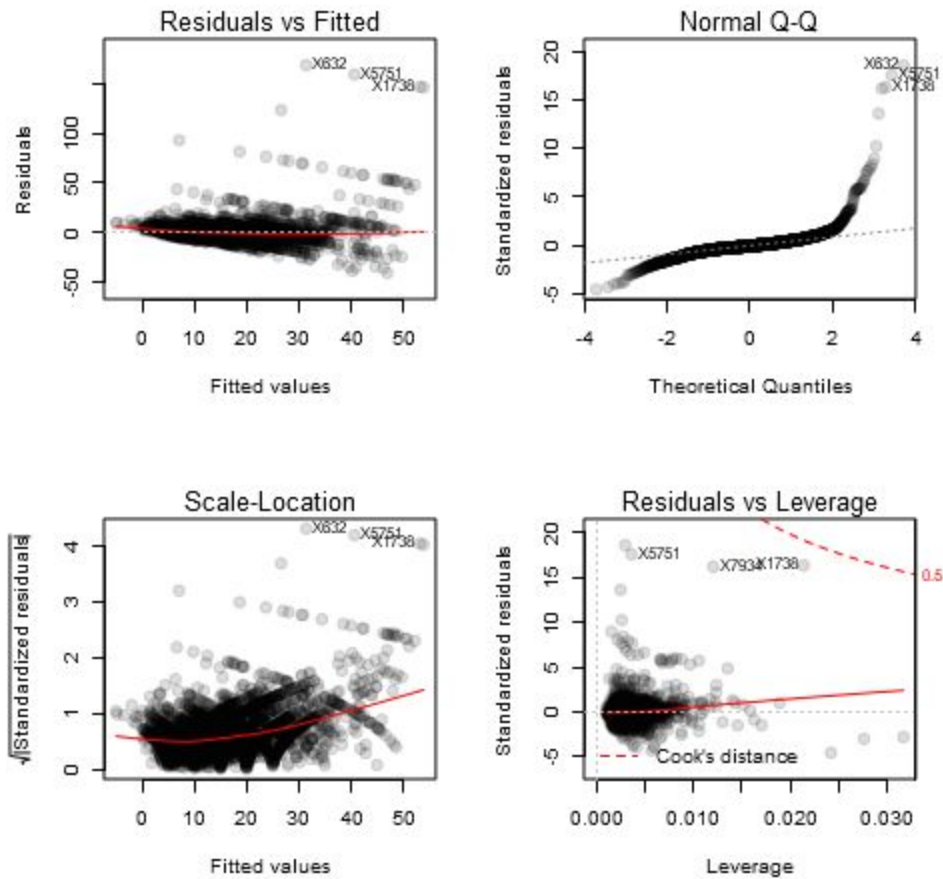 Residuals vs Fitted
Residuals
100
50
0
-50
X632
X5751
X1738
0 10 20 30 40 50
Fitted values
Normal Q-Q
Standardized residuals
20
15
10
5
0
-5
X632
X5751
X1738
-4 -2 0 2 4
Theoretical Quantiles
Scale-Location
√|Standardized residuals|
4
3
2
1
0
X632
X5751
X1738
0 10 20 30 40 50
Fitted values
Residuals vs Leverage
Standardized residuals
20
15
10
5
0
-5
X5751
X7934
X1738
0.5
Cook's distance
0.000 0.010 0.020 0.030
Leverage